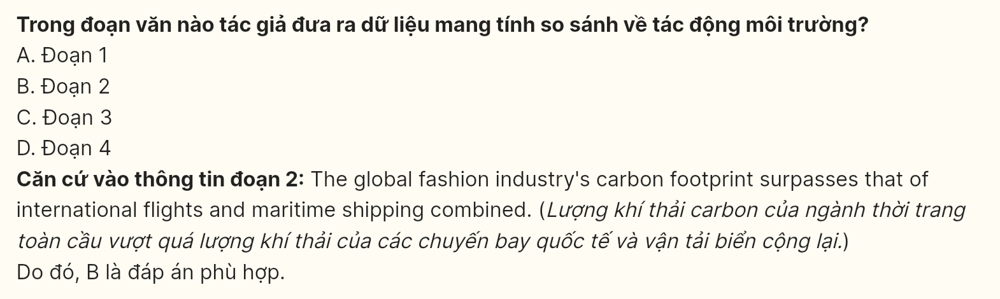 Trong đoạn văn nào tác giả đưa ra dữ liệu mang tính so sánh về tác động môi trường?
A. Đoạn 1
B. Đoạn 2
C. Đoạn 3
D. Đoạn 4
Căn cứ vào thông tin đoạn 2: The global fashion industry's carbon footprint surpasses that of
international flights and maritime shipping combined. (Lượng khí thải carbon của ngành thời trang
toàn cầu vượt quá lượng khí thải của các chuyến bay quốc tế và vận tải biển cộng lại.)
Do đó, B là đáp án phù hợp.